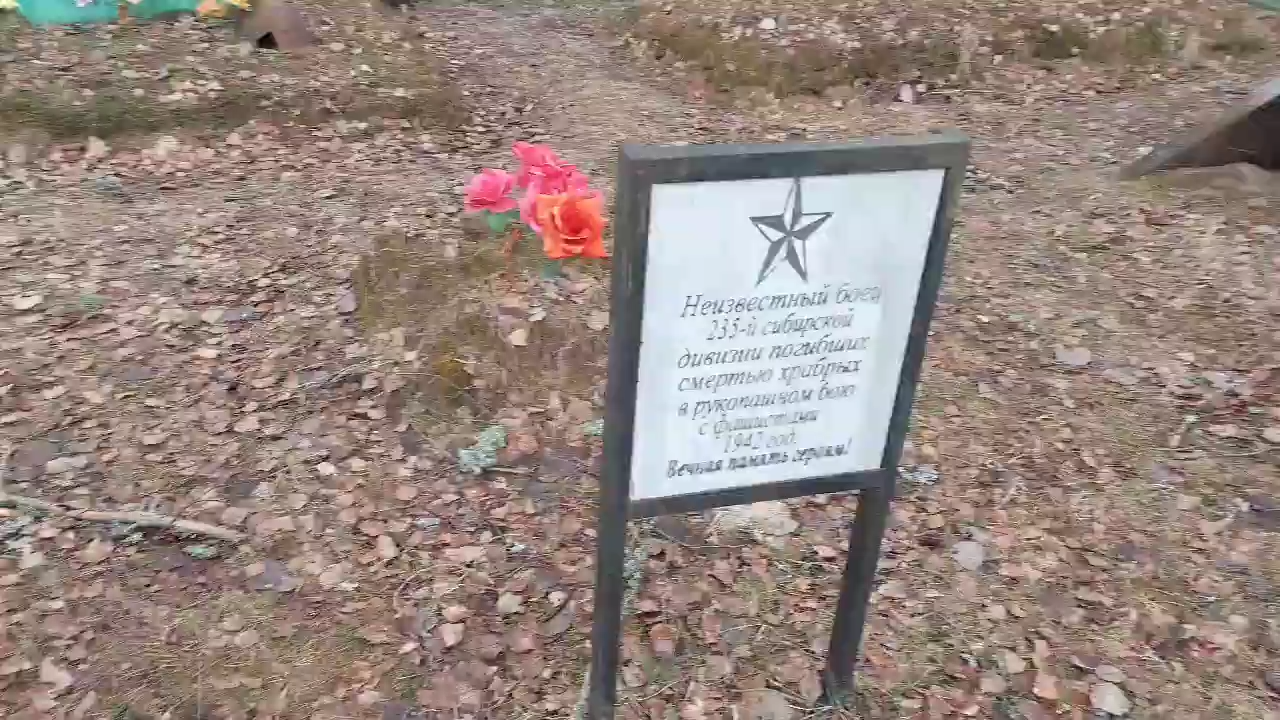 Неизвестный боец
235-й сибирской
дивизии погибших
смертью храбрых
в рукопашном бою
с фашистами
1942 год.
Вечная память героям!